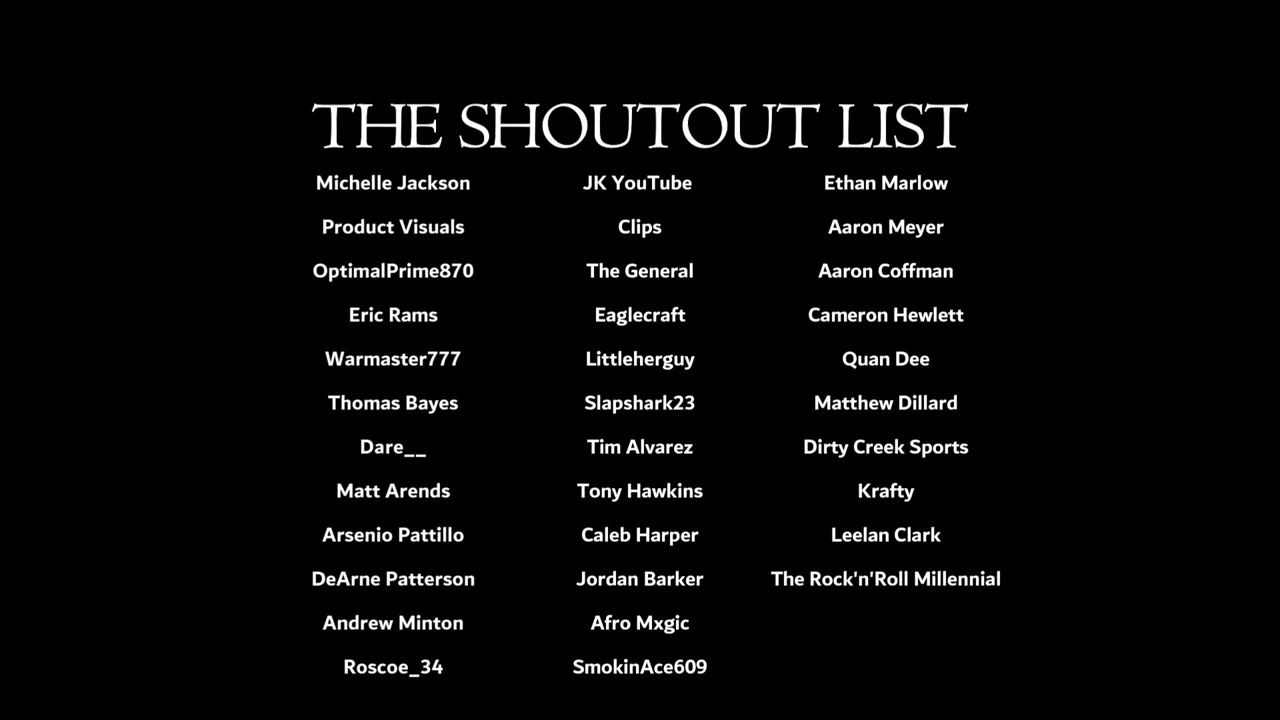 THE SHOUTOUT LIST
Michelle Jackson
Product Visuals
OptimalPrime870
Eric Rams
Warmaster777
Thomas Bayes
Dare__
Matt Arends
Arsenio Pattillo
DeArne Patterson
Andrew Minton
Roscoe_34
JK YouTube
Clips
The General
Eaglecraft
Littleherguy
Slapshark23
Tim Alvarez
Tony Hawkins
Caleb Harper
Jordan Barker
Afro Mxgic
SmokinAce609
Ethan Marlow
Aaron Meyer
Aaron Coffman
Cameron Hewlett
Quan Dee
Matthew Dillard
Dirty Creek Sports
Krafty
Leelan Clark
The Rock'n'Roll Millennial